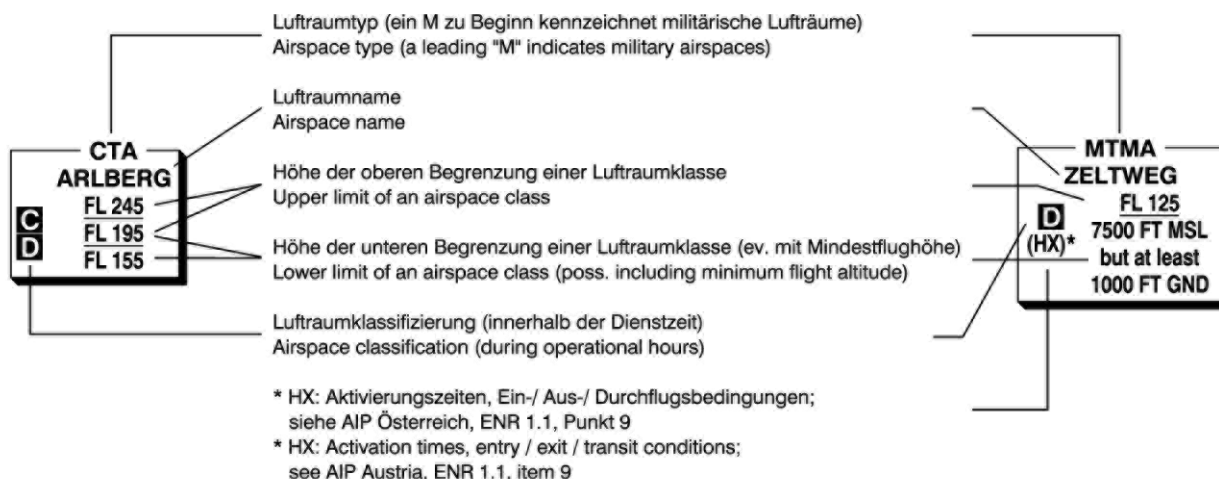 Luftraumtyp (ein M zu Beginn kennzeichnet militärische Lufträume)
Airspace type (a leading "M" indicates military airspaces)
Luftraumname
Airspace name
CTA
ARLBERG
FL 245
C
FL 195
D
FL 155
Höhe der oberen Begrenzung einer Luftraumklasse
Upper limit of an airspace class
Höhe der unteren Begrenzung einer Luftraumklasse (ev. mit Mindestflughöhe)
Lower limit of an airspace class (poss. including minimum flight altitude)
Luftraumklassifizierung (innerhalb der Dienstzeit)
Airspace classification (during operational hours)
MTMA
ZELTWEG
FL 125
D
(HX)*
7500 FT MSL
but at least
1000 FT GND
* HX: Aktivierungszeiten, Ein-/ Aus-/ Durchflugsbedingungen;
siehe AIP Österreich, ENR 1.1, Punkt 9
* HX: Activation times, entry / exit / transit conditions;
see AIP Austria, ENR 1.1, item 9